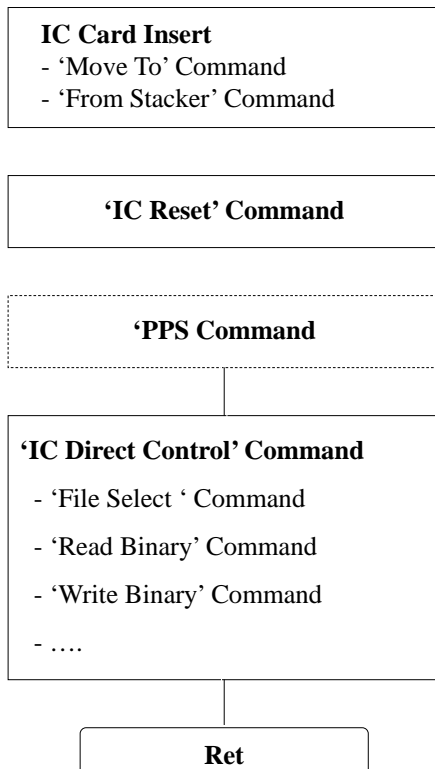 IC Card Insert
- ‘Move To’ Command
- ‘From Stacker’ Command
‘IC Reset’ Command
‘PPS Command
‘IC Direct Control’ Command
- ‘File Select ‘ Command
- ‘Read Binary’ Command
- ‘Write Binary’ Command
- ….
Ret